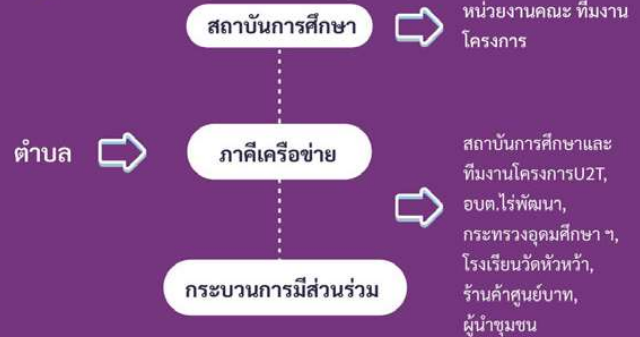 สถาบันการศึกษา
หน่วยงานคณะ ทีมงาน
โครงการ
ตำบล
ภาคีเครือข่าย
สถาบันการศึกษาและ
ทีมงานโครงการU2T,
อบต.ไร่พัฒนา,
กระทรวงอุดมศึกษา ฯ,
โรงเรียนวัดหัวหว้า,
ร้านค้าศูนย์บาท,
ผู้นำชุมชน
กระบวนการมีส่วนร่วม